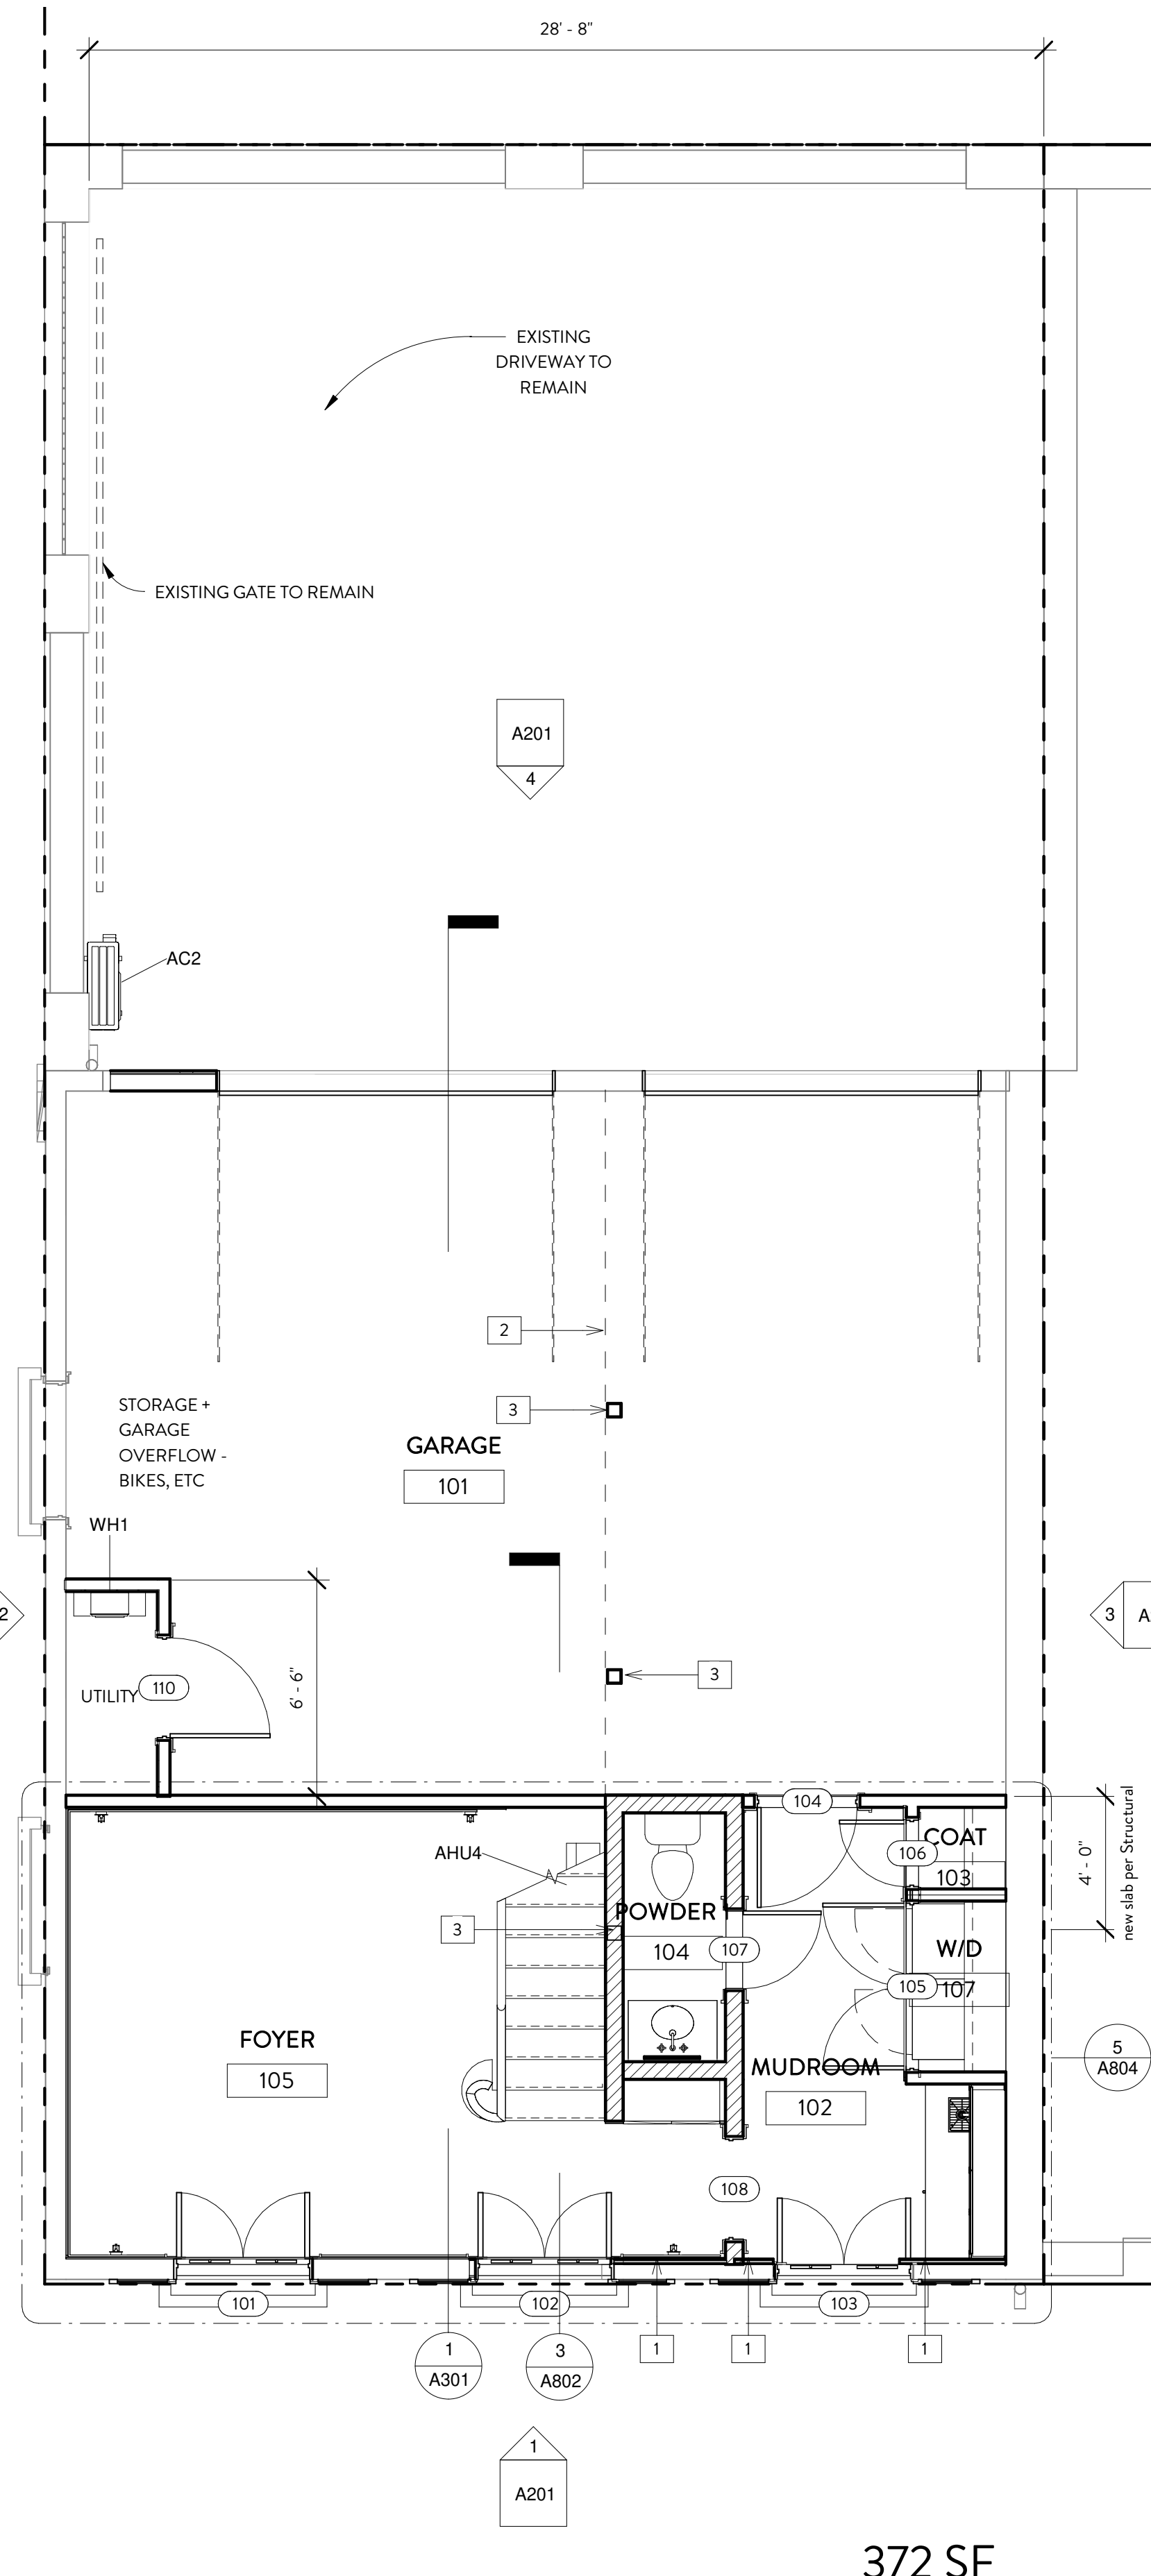 28' - 8"
EXISTING
DRIVEWAY TO
REMAIN
EXISTING GATE TO REMAIN
A201
4
AC2
2
3
STORAGE +
GARAGE
OVERFLOW -
BIKES, ETC
GARAGE
101
WH1
2
3
A
6' - 6"
3
UTILITY
110
104
COAT
106
103
4' - 0"
new slab per Structural
AHU4
POWDER 1
3
104
107
W/D
105
107
FOYER
105
MUDROOM
102
5
A804
108
101
102
103
1
A301
3
A802
1
1
1
1
A201
372 SF